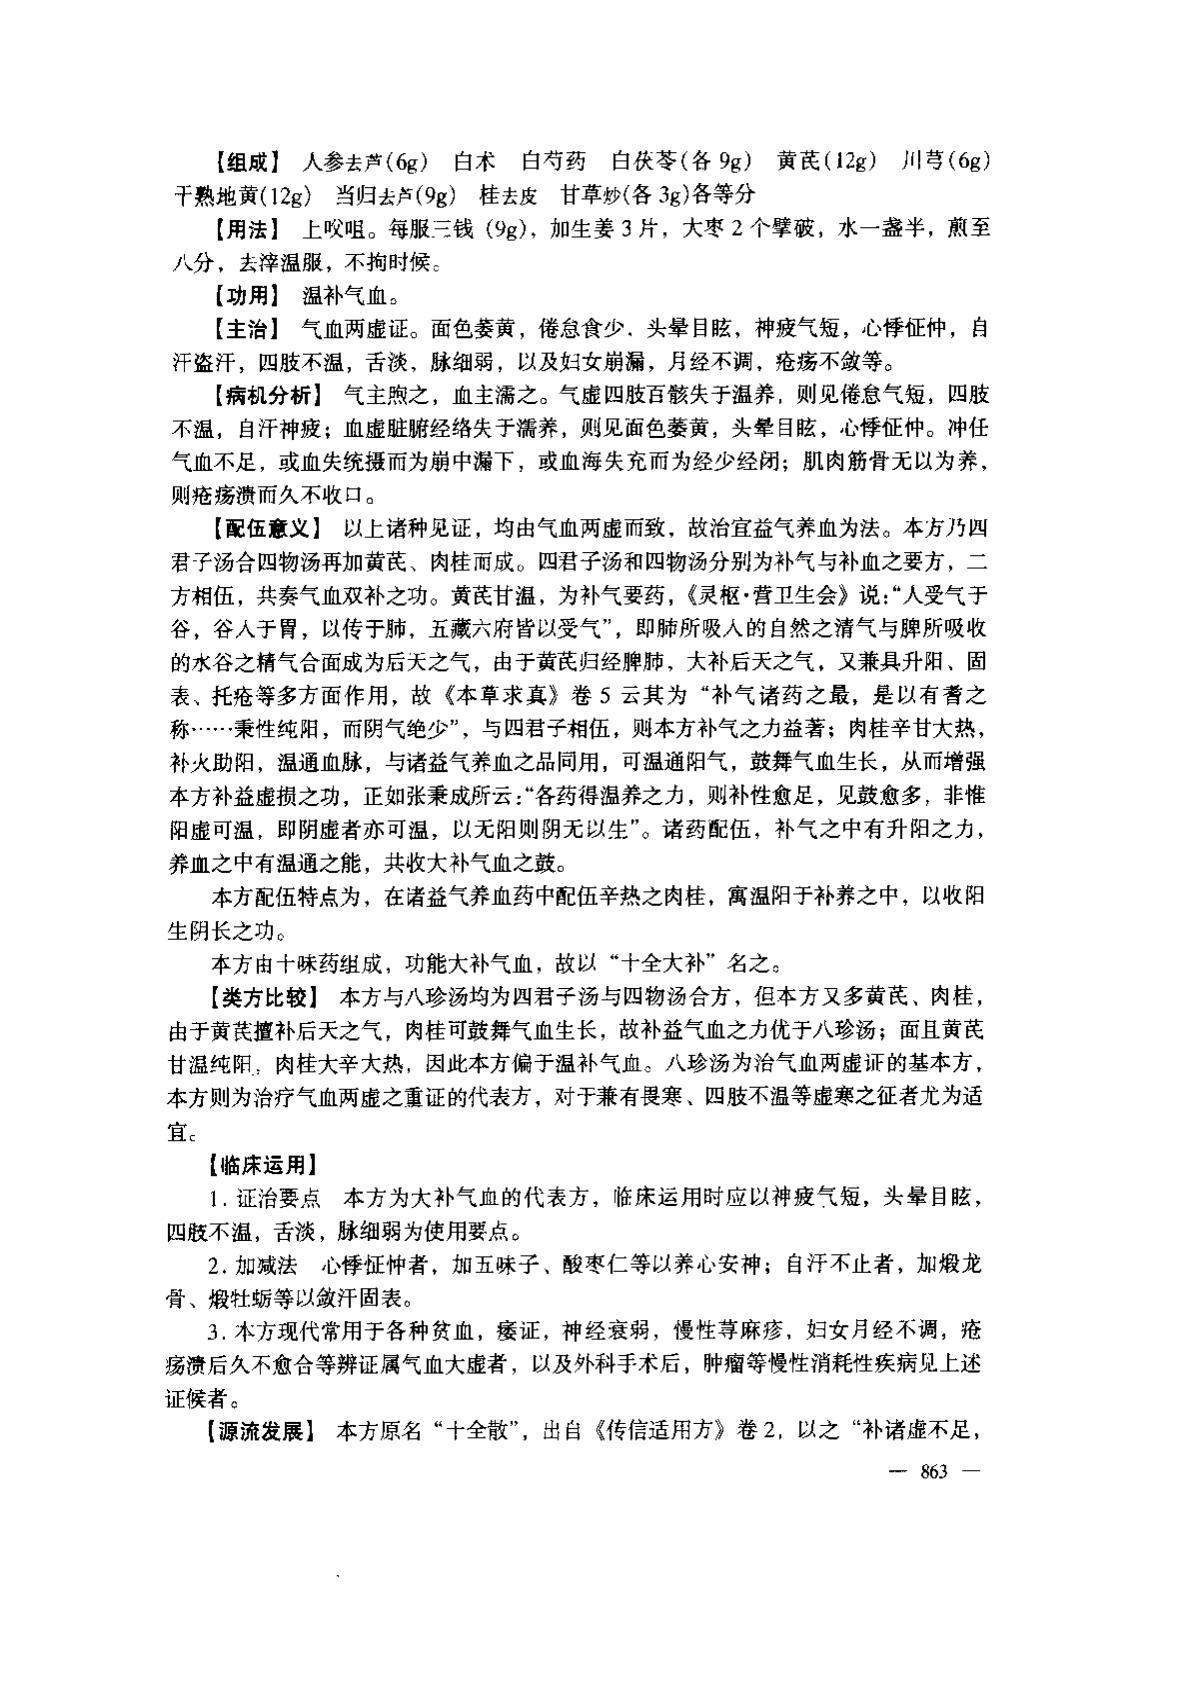 【组成】 人参去芦(6g) 白术 白芍药 白茯苓(各 9g) 黄芪(12g) 川芎(6g)
干熟地黄(12g) 当归去芦(9g) 桂去皮 甘草炒(各 3g)各等分
【用法】 上㕮咀。每服三钱 (9g)，加生姜 3 片，大枣 2 个擘破，水一盏半，煎至
八分，去滓温服，不拘时候。
【功用】 温补气血。
【主治】 气血两虚证。面色萎黄，倦怠食少，头晕目眩，神疲气短，心悸怔忡，自
汗盗汗，四肢不温，舌淡，脉细弱，以及妇女崩漏，月经不调，疮疡不敛等。
【病机分析】 气主煦之，血主濡之。气虚四肢百骸失于温养，则见倦怠气短，四肢
不温，自汗神疲；血虚脏腑经络失于濡养，则见面色萎黄，头晕目眩，心悸怔忡。冲任
气血不足，或血失统摄而为崩中漏下，或血海失充而为经少经闭；肌肉筋骨无以为养，
则疮疡溃而久不收口。
【配伍意义】 以上诸种见证，均由气血两虚而致，故治宜益气养血为法。本方乃四
君子汤合四物汤再加黄芪、肉桂而成。四君子汤和四物汤分别为补气与补血之要方，二
方相伍，共奏气血双补之功。黄芪甘温，为补气要药，《灵枢·营卫生会》说：“人受气于
谷，谷入于胃，以传于肺，五藏六府皆以受气”，即肺所吸入的自然之清气与脾所吸收
的水谷之精气合面成为后天之气，由于黄芪归经脾肺，大补后天之气，又兼具升阳、固
表、托疮等多方面作用，故《本草求真》卷 5 云其为“补气诸药之最，是以有耆之
称……秉性纯阳，而阴气绝少”，与四君子相伍，则本方补气之力益著；肉桂辛甘大热，
补火助阳，温通血脉，与诸益气养血之品同用，可温通阳气，鼓舞气血生长，从而增强
本方补益虚损之功，正如张秉成所云：“各药得温养之力，则补性愈足，见鼓愈多，非惟
阳虚可温，即阴虚者亦可温，以无阳则阴无以生”。诸药配伍，补气之中有升阳之力，
养血之中有温通之能，共收大补气血之鼓。
本方配伍特点为，在诸益气养血药中配伍辛热之肉桂，寓温阳于补养之中，以收阳
生阴长之功。
本方由十味药组成，功能大补气血，故以“十全大补”名之。
【类方比较】 本方与八珍汤均为四君子汤与四物汤合方，但本方又多黄芪、肉桂，
由于黄芪擅补后天之气，肉桂可鼓舞气血生长，故补益气血之力优于八珍汤；面且黄芪
甘温纯阳，肉桂大辛大热，因此本方偏于温补气血。八珍汤为治气血两虚证的基本方，
本方则为治疗气血两虚之重证的代表方，对于兼有畏寒、四肢不温等虚寒之征者尤为适
宜。
【临床运用】
1. 证治要点 本方为大补气血的代表方，临床运用时应以神疲气短，头晕目眩，
四肢不温，舌淡，脉细弱为使用要点。
2. 加减法 心悸怔忡者，加五味子、酸枣仁等以养心安神；自汗不止者，加煅龙
骨、煅牡蛎等以敛汗固表。
3. 本方现代常用于各种贫血，痿证，神经衰弱，慢性荨麻疹，妇女月经不调，疮
疡溃后久不愈合等辨证属气血大虚者，以及外科手术后，肿瘤等慢性消耗性疾病见上述
证候者。
【源流发展】 本方原名“十全散”，出自《传信适用方》卷 2，以之“补诸虚不足，
— 863 —